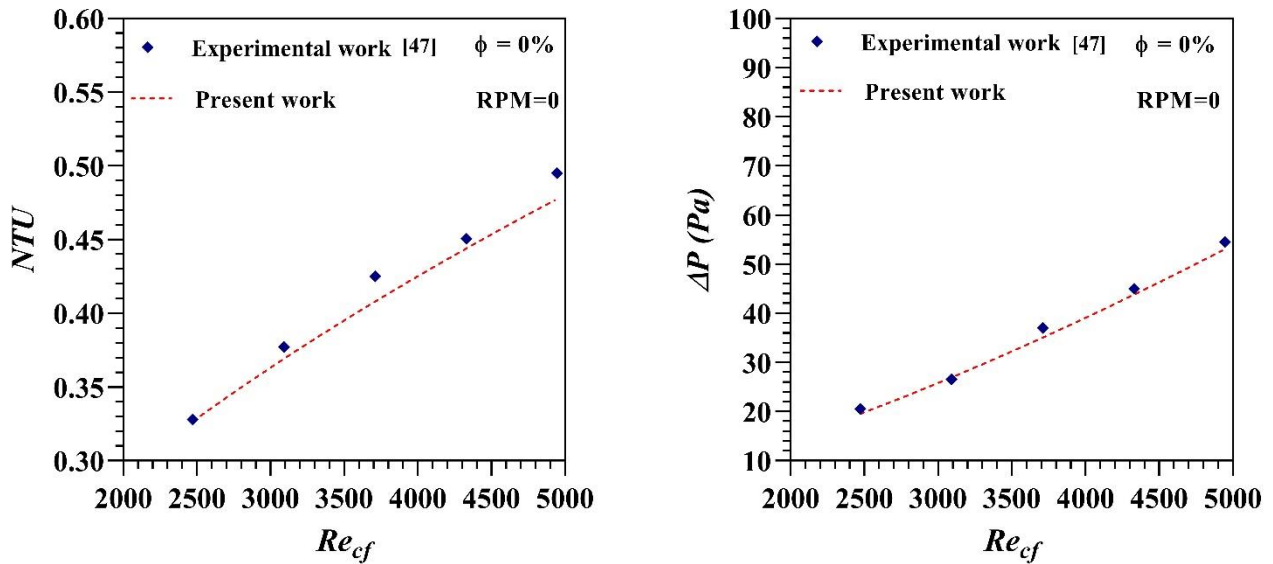 0.60
Experimental work [47] ϕ = 0%
0.55
Present work RPM=0
0.50
0.45
0.40
0.35
0.30
NTU
2000 2500 3000 3500 4000 4500 5000
Re_cf
100
Experimental work [47] ϕ = 0%
90
Present work RPM=0
80
70
60
50
40
30
20
10
ΔP (Pa)
2000 2500 3000 3500 4000 4500 5000
Re_cf